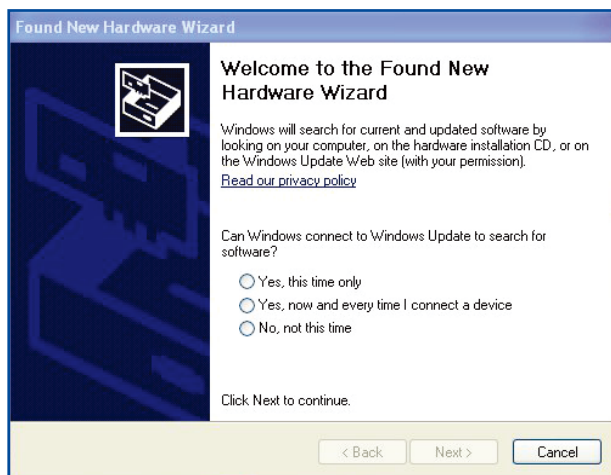 Found New Hardware Wizard
Welcome to the Found New
Hardware Wizard
Windows will search for current and updated software by
looking on your computer, on the hardware installation CD, or on
the Windows Update Web site (with your permission).
Read our privacy policy
Can Windows connect to Windows Update to search for
software?
Yes, this time only
Yes, now and every time I connect a device
No, not this time
Click Next to continue.
< Back Next > Cancel